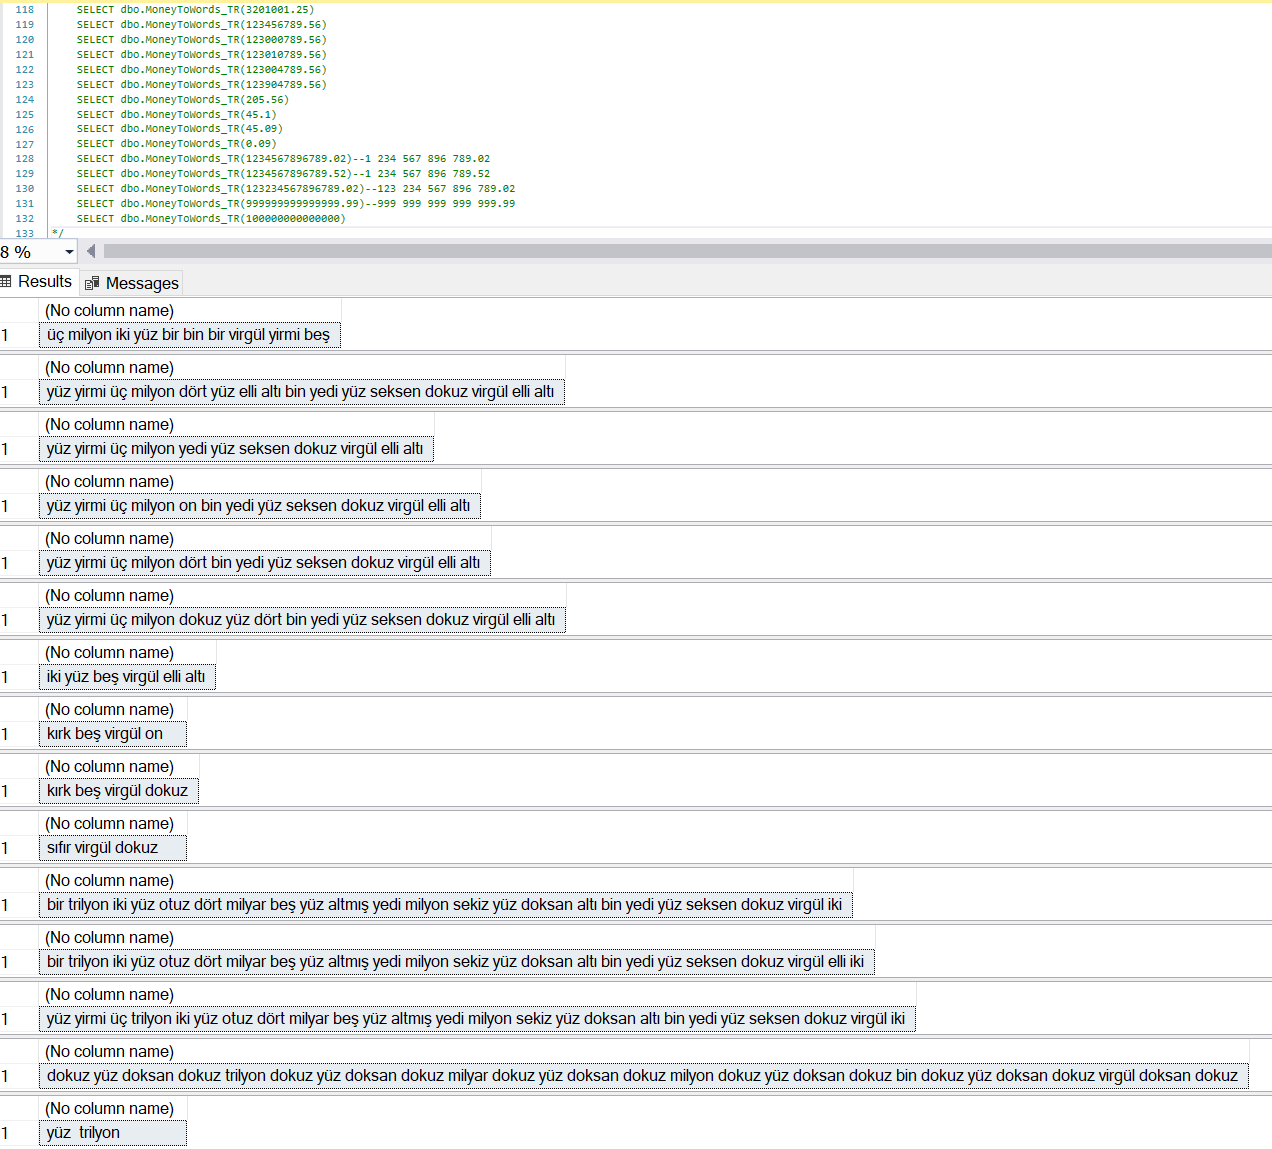 118 SELECT dbo.MoneyToWords_TR(3201001.25)
119 SELECT dbo.MoneyToWords_TR(123456789.56)
120 SELECT dbo.MoneyToWords_TR(123000789.56)
121 SELECT dbo.MoneyToWords_TR(123010789.56)
122 SELECT dbo.MoneyToWords_TR(123004789.56)
123 SELECT dbo.MoneyToWords_TR(123904789.56)
124 SELECT dbo.MoneyToWords_TR(205.56)
125 SELECT dbo.MoneyToWords_TR(45.1)
126 SELECT dbo.MoneyToWords_TR(45.09)
127 SELECT dbo.MoneyToWords_TR(0.09)
128 SELECT dbo.MoneyToWords_TR(1234567896789.02)--1 234 567 896 789.02
129 SELECT dbo.MoneyToWords_TR(1234567896789.52)--1 234 567 896 789.52
130 SELECT dbo.MoneyToWords_TR(123234567896789.02)--123 234 567 896 789.02
131 SELECT dbo.MoneyToWords_TR(999999999999999.99)--999 999 999 999 999.99
132 SELECT dbo.MoneyToWords_TR(100000000000000)
133 */
8 %
Results Messages
(No column name)
1 üç milyon iki yüz bir bin bir virgül yirmi beş
(No column name)
1 yüz yirmi üç milyon dört yüz elli altı bin yedi yüz seksen dokuz virgül elli altı
(No column name)
1 yüz yirmi üç milyon yedi yüz seksen dokuz virgül elli altı
(No column name)
1 yüz yirmi üç milyon on bin yedi yüz seksen dokuz virgül elli altı
(No column name)
1 yüz yirmi üç milyon dört bin yedi yüz seksen dokuz virgül elli altı
(No column name)
1 yüz yirmi üç milyon dokuz yüz dört bin yedi yüz seksen dokuz virgül elli altı
(No column name)
1 iki yüz beş virgül elli altı
(No column name)
1 kırk beş virgül on
(No column name)
1 kırk beş virgül dokuz
(No column name)
1 sıfır virgül dokuz
(No column name)
1 bir trilyon iki yüz otuz dört milyar beş yüz altmış yedi milyon sekiz yüz doksan altı bin yedi yüz seksen dokuz virgül iki
(No column name)
1 bir trilyon iki yüz otuz dört milyar beş yüz altmış yedi milyon sekiz yüz doksan altı bin yedi yüz seksen dokuz virgül elli iki
(No column name)
1 yüz yirmi üç trilyon iki yüz otuz dört milyar beş yüz altmış yedi milyon sekiz yüz doksan altı bin yedi yüz seksen dokuz virgül iki
(No column name)
1 dokuz yüz doksan dokuz trilyon dokuz yüz doksan dokuz milyar dokuz yüz doksan dokuz milyon dokuz yüz doksan dokuz bin dokuz yüz doksan dokuz virgül doksan dokuz
(No column name)
1 yüz  trilyon